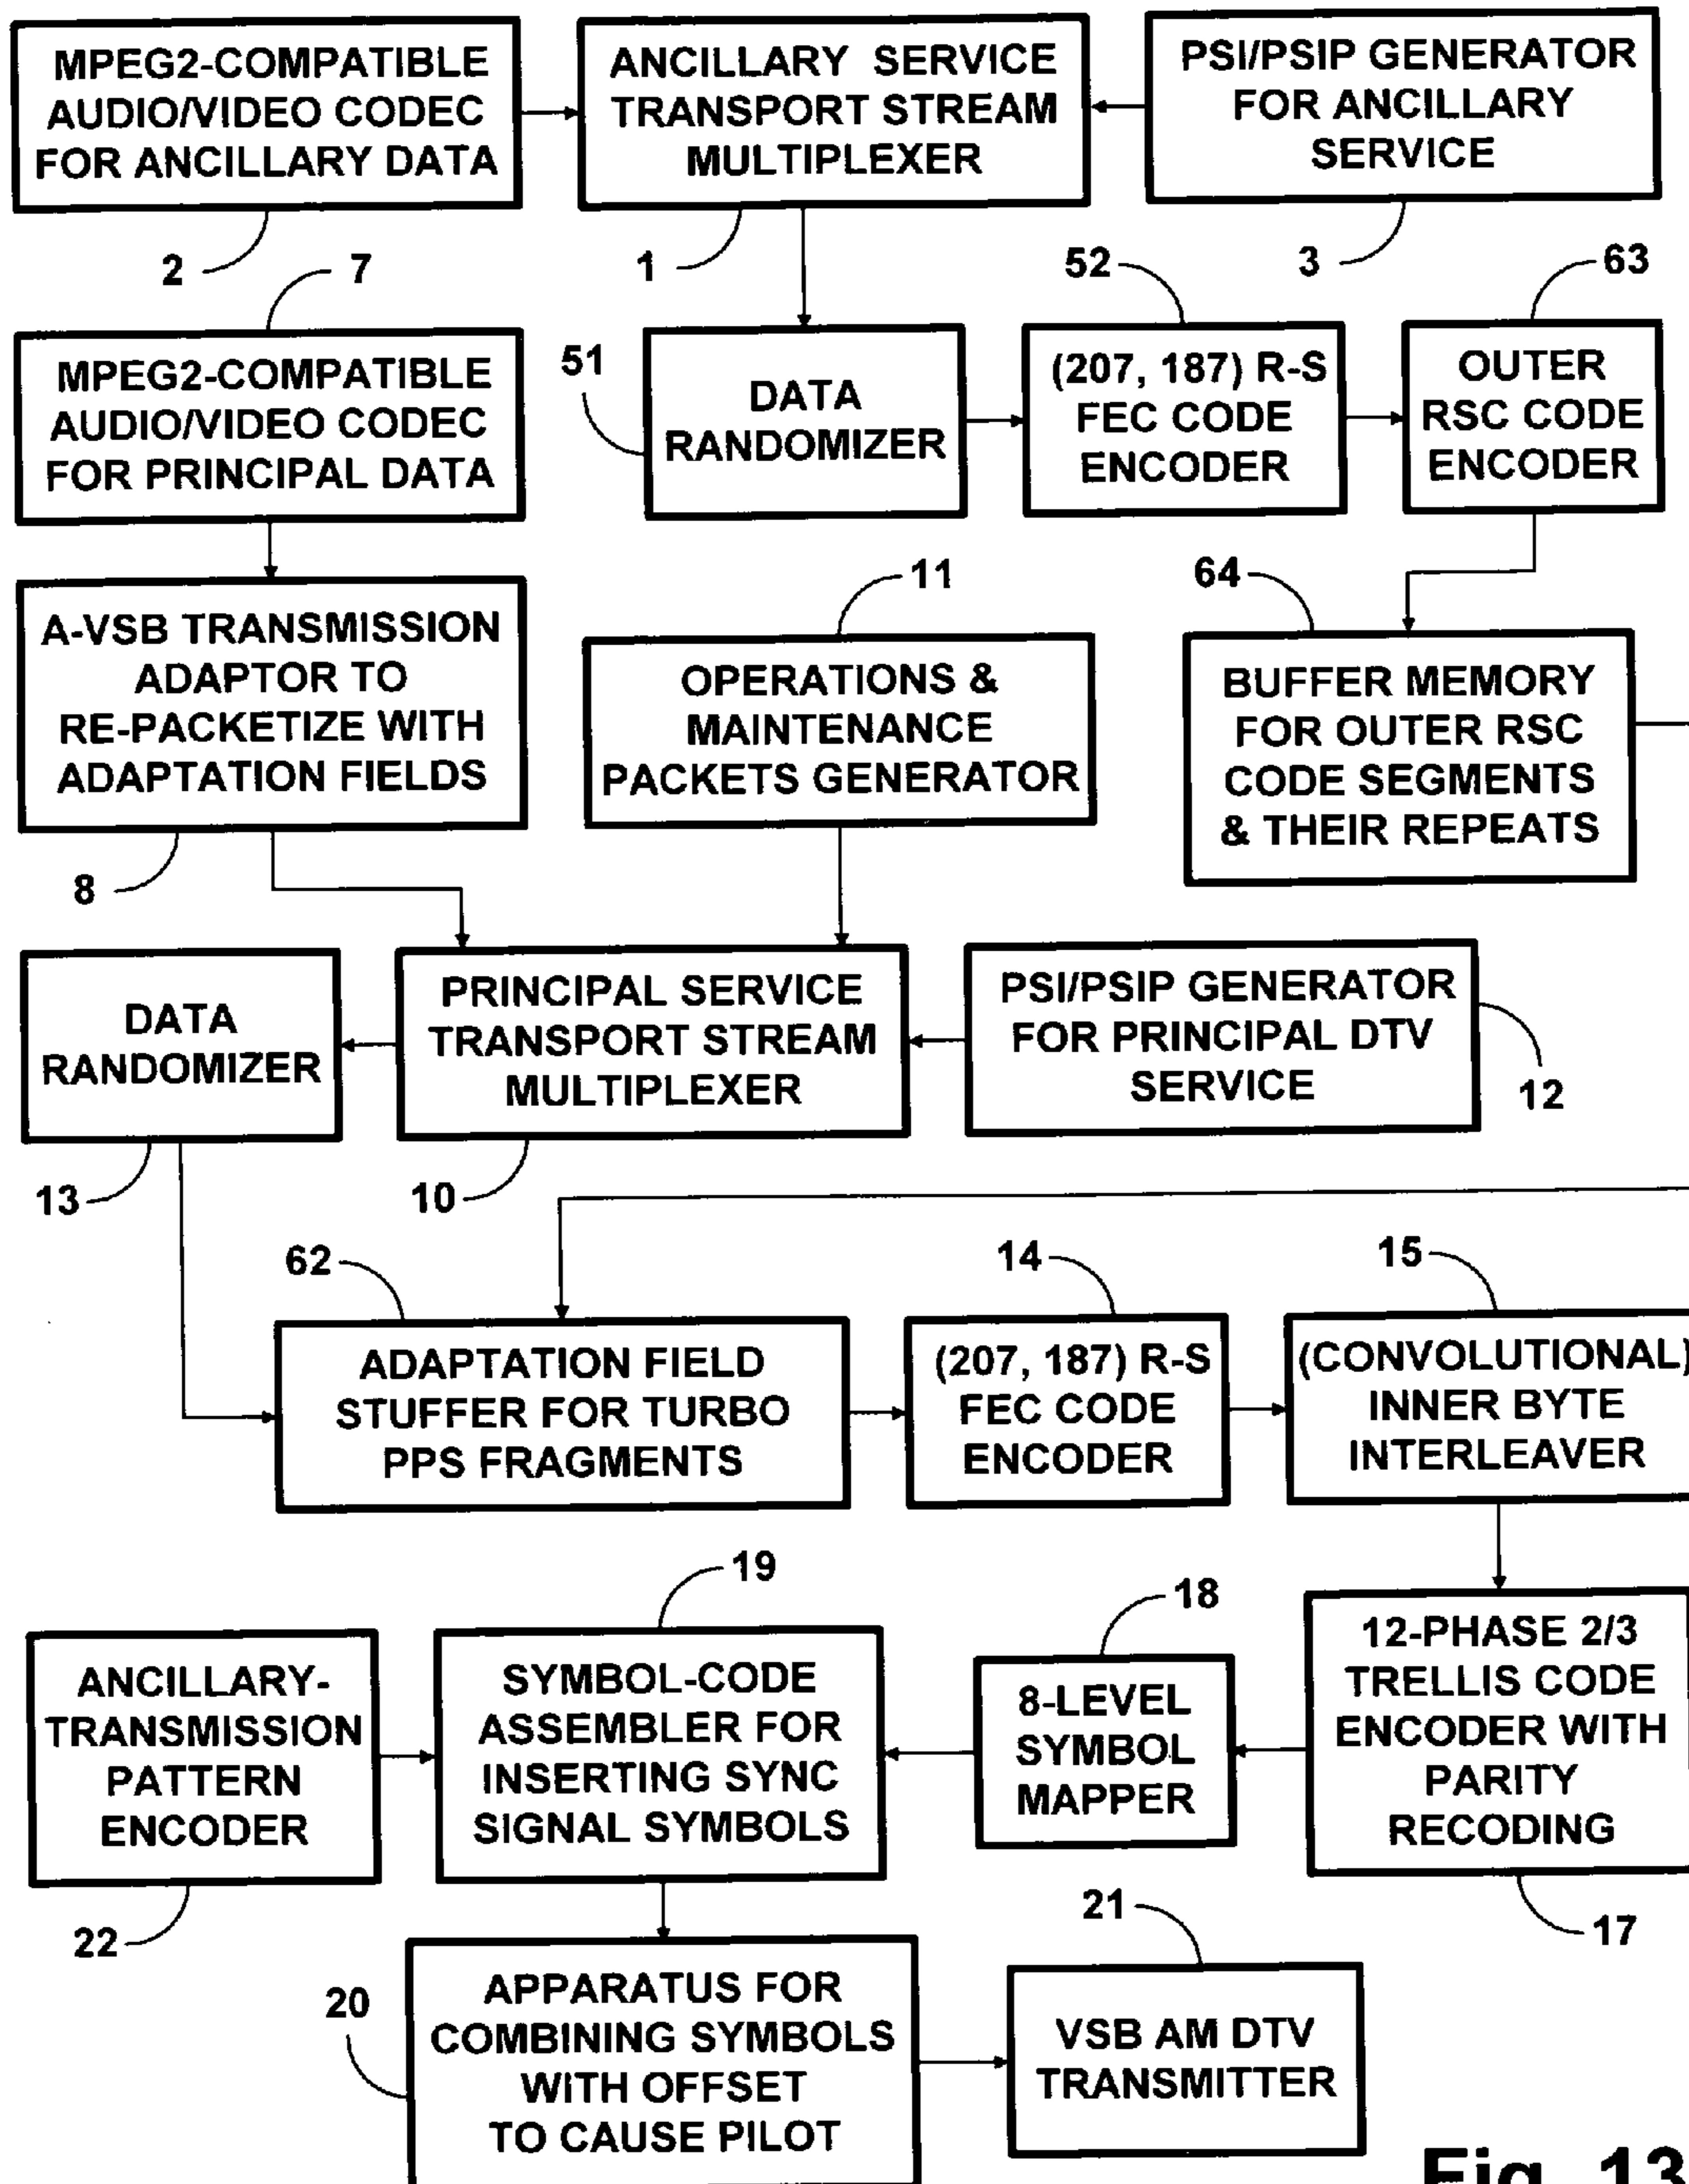 MPEG2-COMPATIBLE
AUDIO/VIDEO CODEC
FOR ANCILLARY DATA
2
ANCILLARY SERVICE
TRANSPORT STREAM
MULTIPLEXER
1
PSI/PSIP GENERATOR
FOR ANCILLARY
SERVICE
3
7
MPEG2-COMPATIBLE
AUDIO/VIDEO CODEC
FOR PRINCIPAL DATA
51
DATA
RANDOMIZER
52
(207, 187) R-S
FEC CODE
ENCODER
63
OUTER
RSC CODE
ENCODER
A-VSB TRANSMISSION
ADAPTOR TO
RE-PACKETIZE WITH
ADAPTATION FIELDS
8
11
OPERATIONS &
MAINTENANCE
PACKETS GENERATOR
64
BUFFER MEMORY
FOR OUTER RSC
CODE SEGMENTS
& THEIR REPEATS
DATA
RANDOMIZER
13
PRINCIPAL SERVICE
TRANSPORT STREAM
MULTIPLEXER
10
PSI/PSIP GENERATOR
FOR PRINCIPAL DTV
SERVICE
12
62
ADAPTATION FIELD
STUFFER FOR TURBO
PPS FRAGMENTS
14
(207, 187) R-S
FEC CODE
ENCODER
15
(CONVOLUTIONAL)
INNER BYTE
INTERLEAVER
ANCILLARY-
TRANSMISSION
PATTERN
ENCODER
22
19
SYMBOL-CODE
ASSEMBLER FOR
INSERTING SYNC
SIGNAL SYMBOLS
18
8-LEVEL
SYMBOL
MAPPER
12-PHASE 2/3
TRELLIS CODE
ENCODER WITH
PARITY
RECODING
17
20
APPARATUS FOR
COMBINING SYMBOLS
WITH OFFSET
TO CAUSE PILOT
21
VSB AM DTV
TRANSMITTER
Fig. 13